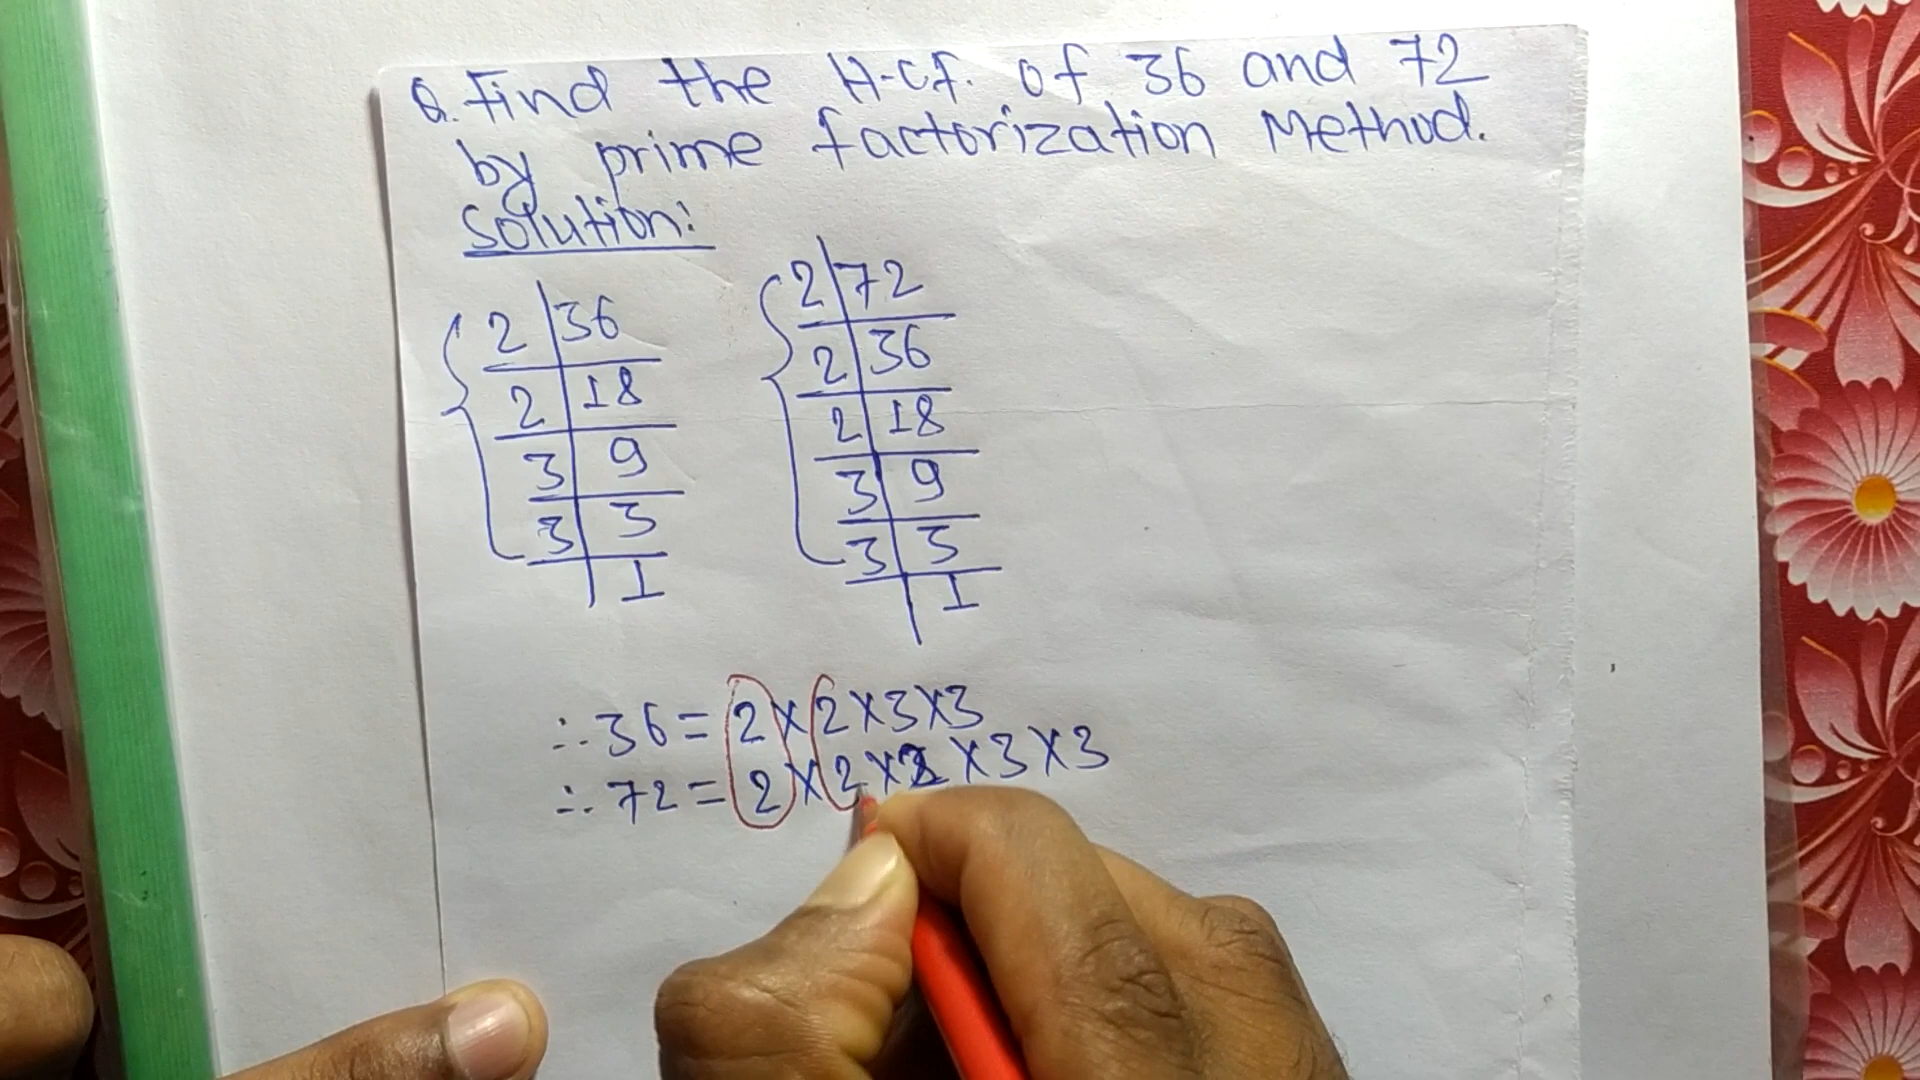 Q. Find the H.C.F. of 36 and 72
by prime factorization Method.
Solution:
2 36
2 18
3 9
3 3
1
2 72
2 36
2 18
3 9
3 3
1
∴ 36 = 2 × 2 × 3 × 3
∴ 72 = 2 × 2 × 2 × 3 × 3